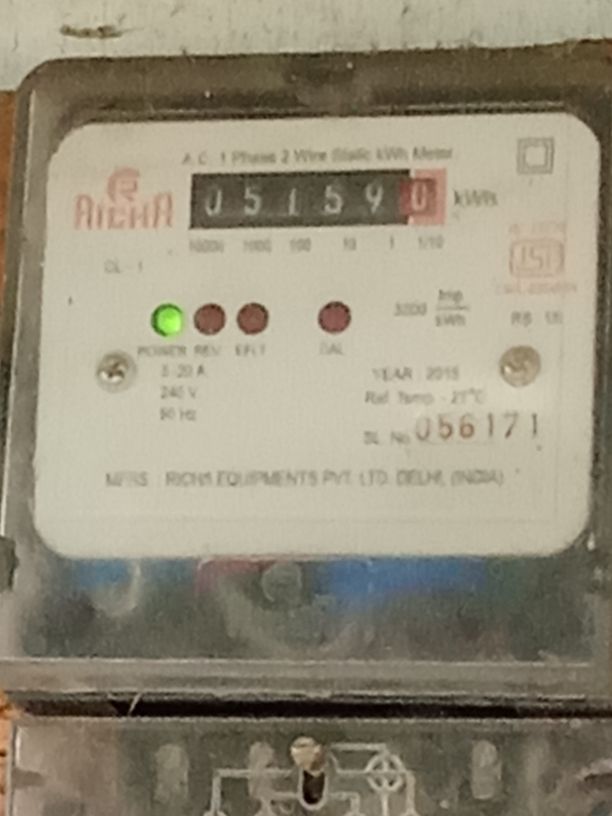 A.C. 1 Phase 2 Wire Static kWh Meter
RICHA
051590 kWh
10000 1000 100 10 1 1/10
CL - 1
ISI
3200 Imp/kWh
POWER REV EFLT CAL
5-20 A
240 V
50 Hz
YEAR : 2015
Ref. Temp. - 27°C
SL. No. 056171
MFRS : RICHA EQUIPMENTS PVT. LTD. DELHI, (INDIA)